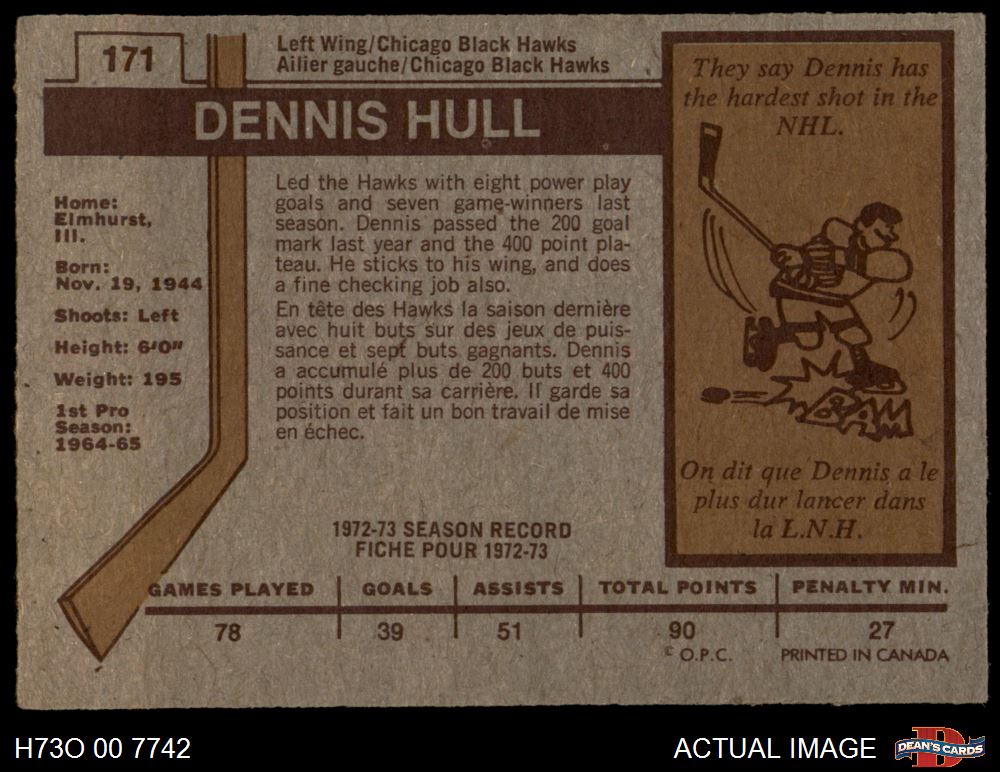 171
Left Wing/Chicago Black Hawks
Ailier gauche/Chicago Black Hawks
DENNIS HULL
Home:
Elmhurst,
Ill.
Born:
Nov. 19, 1944
Shoots: Left
Height: 6'0"
Weight: 195
1st Pro
Season:
1964-65
Led the Hawks with eight power play
goals and seven game-winners last
season. Dennis passed the 200 goal
mark last year and the 400 point pla-
teau. He sticks to his wing, and does
a fine checking job also.
En tête des Hawks la saison dernière
avec huit buts sur des jeux de puis-
sance et sept buts gagnants. Dennis
a accumulé plus de 200 buts et 400
points durant sa carrière. Il garde sa
position et fait un bon travail de mise
en échec.
They say Dennis has
the hardest shot in the
NHL.
WHAM
On dit que Dennis a le
plus dur lancer dans
la L.N.H.
1972-73 SEASON RECORD
FICHE POUR 1972-73
GAMES PLAYED GOALS ASSISTS TOTAL POINTS PENALTY MIN.
78 39 51 90 27
© O.P.C. PRINTED IN CANADA
H73O 00 7742
ACTUAL IMAGE
DEAN'S CARDS